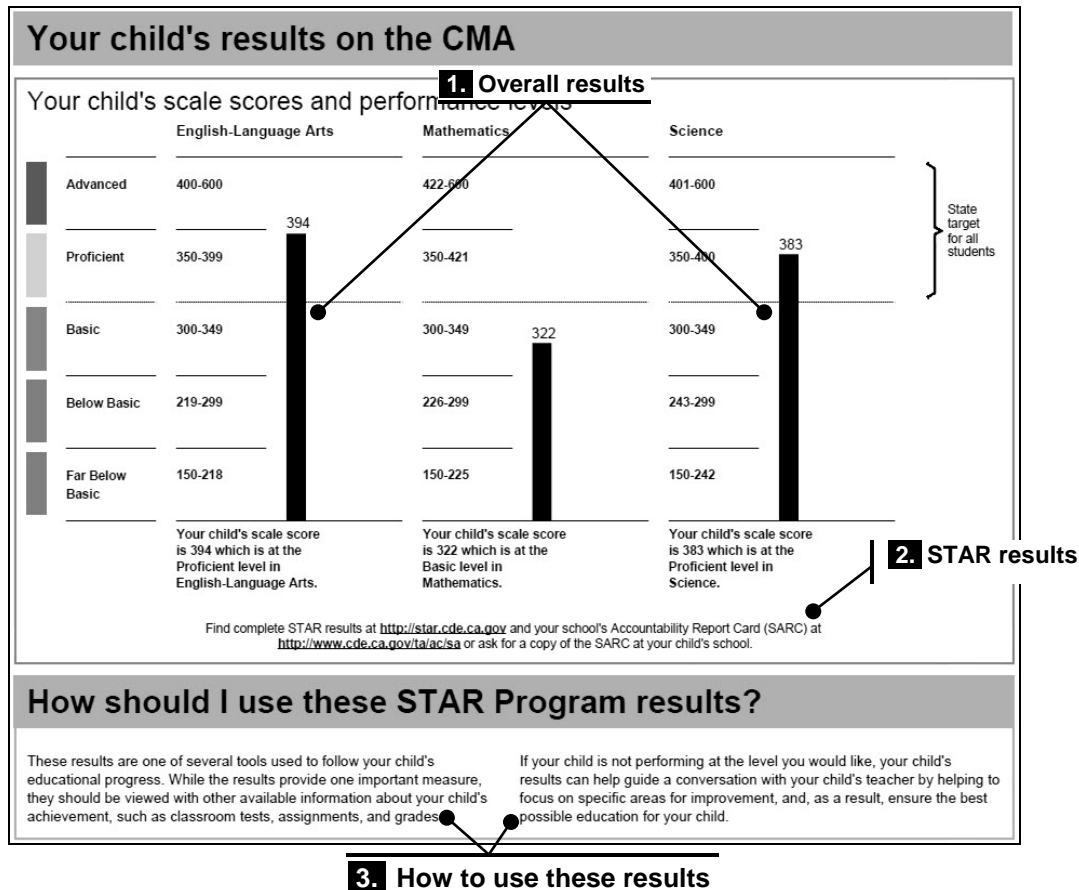 Your child's results on the CMA
1. Overall results
Your child's scale scores and performance levels
English-Language Arts Mathematics Science
Advanced 400-600 422-600 401-600
State
target
for all
students
394
383
Proficient 350-399 350-421 350-400
Basic 300-349 300-349 300-349
322
Below Basic 219-299 226-299 243-299
Far Below
Basic
150-218 150-225 150-242
Your child's scale score
is 394 which is at the
Proficient level in
English-Language Arts.
Your child's scale score
is 322 which is at the
Basic level in
Mathematics.
Your child's scale score
is 383 which is at the
Proficient level in
Science.
2. STAR results
Find complete STAR results at http://star.cde.ca.gov and your school's Accountability Report Card (SARC) at
http://www.cde.ca.gov/ta/ac/sa or ask for a copy of the SARC at your child's school.
How should I use these STAR Program results?
These results are one of several tools used to follow your child's
educational progress. While the results provide one important measure,
they should be viewed with other available information about your child's
achievement, such as classroom tests, assignments, and grades
If your child is not performing at the level you would like, your child's
results can help guide a conversation with your child's teacher by helping to
focus on specific areas for improvement, and, as a result, ensure the best
possible education for your child.
3. How to use these results